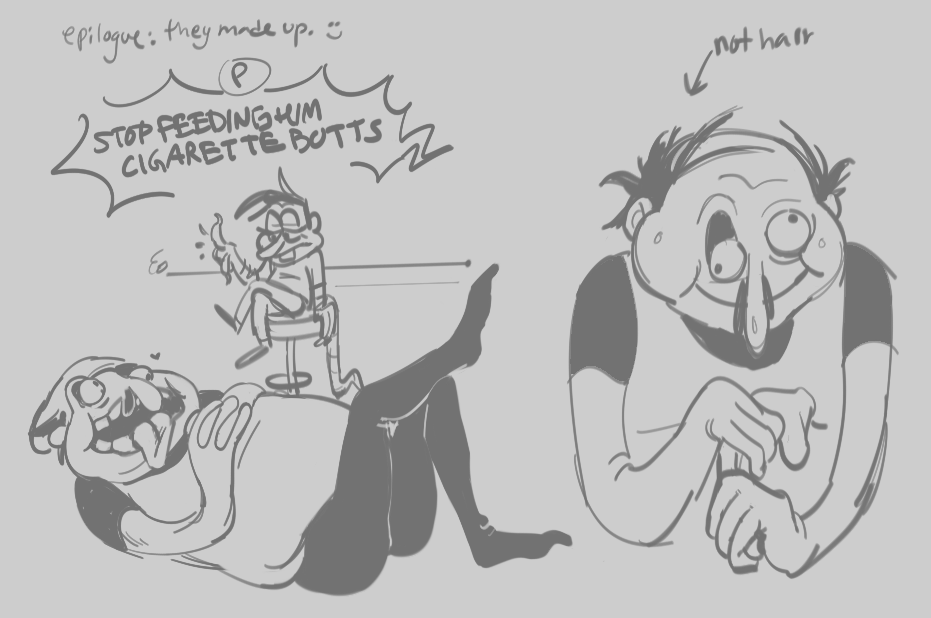 epilogue: they made up. :)
P
STOP FEEDING HIM
CIGARETTE BUTTS
not hair